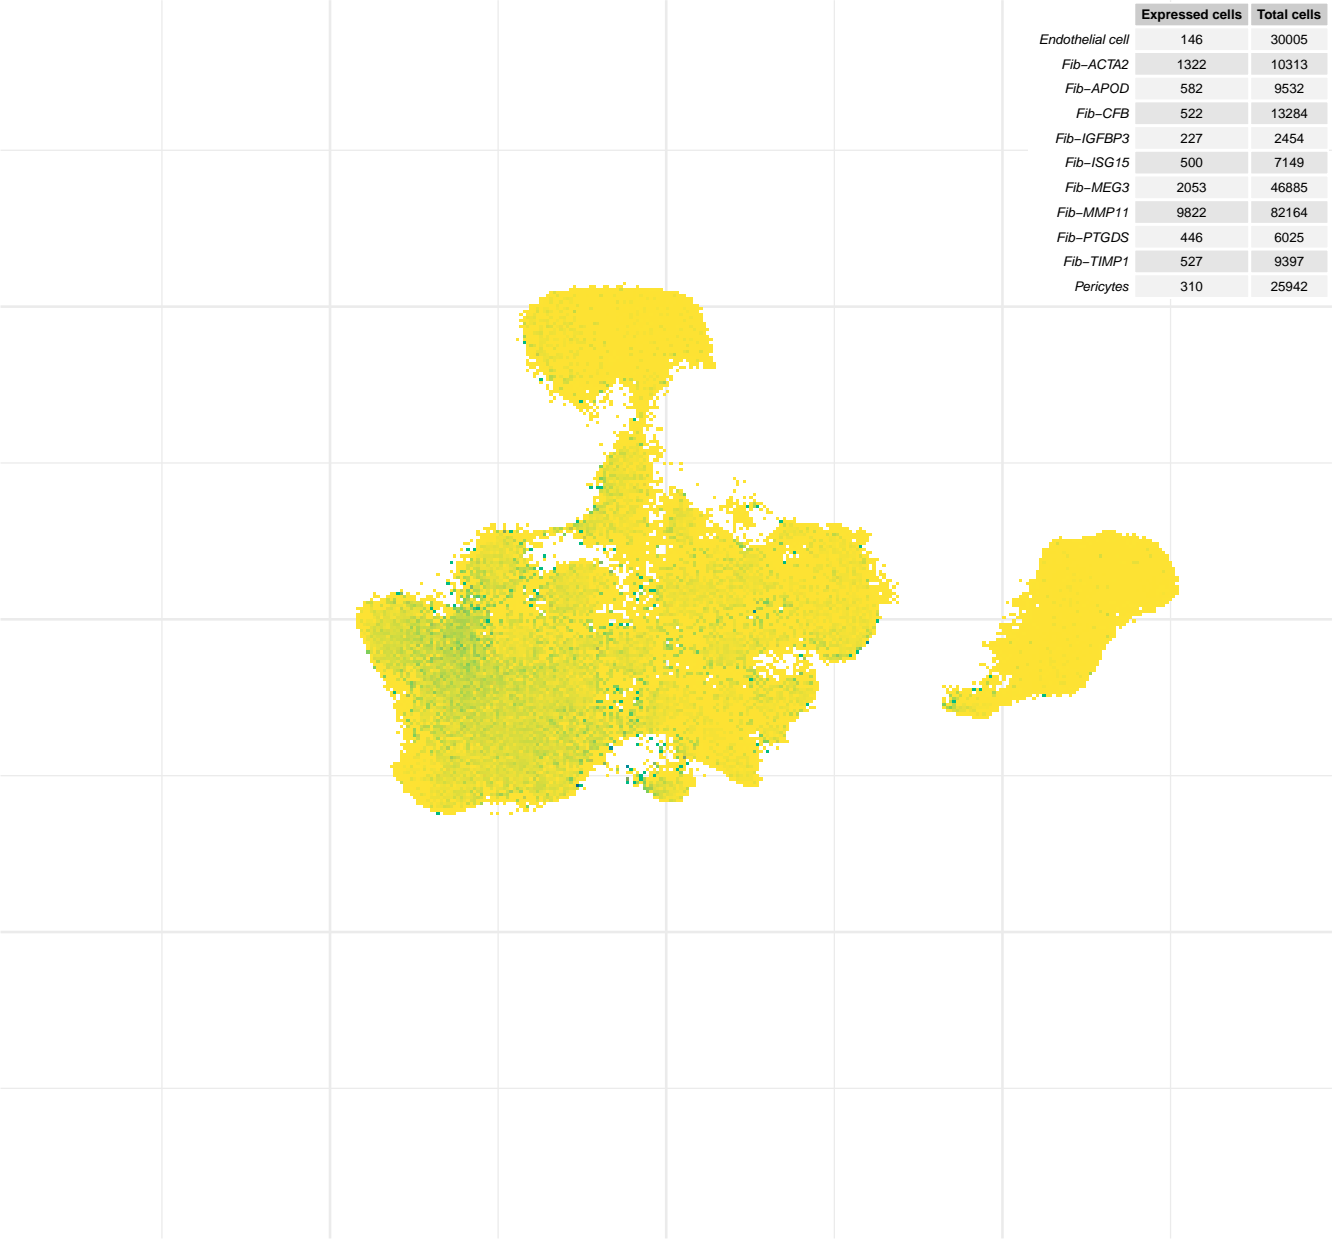 Expressed cells Total cells
Endothelial cell 146 30005
Fib−ACTA2 1322 10313
Fib−APOD 582 9532
Fib−CFB 522 13284
Fib−IGFBP3 227 2454
Fib−ISG15 500 7149
Fib−MEG3 2053 46885
Fib−MMP11 9822 82164
Fib−PTGDS 446 6025
Fib−TIMP1 527 9397
Pericytes 310 25942